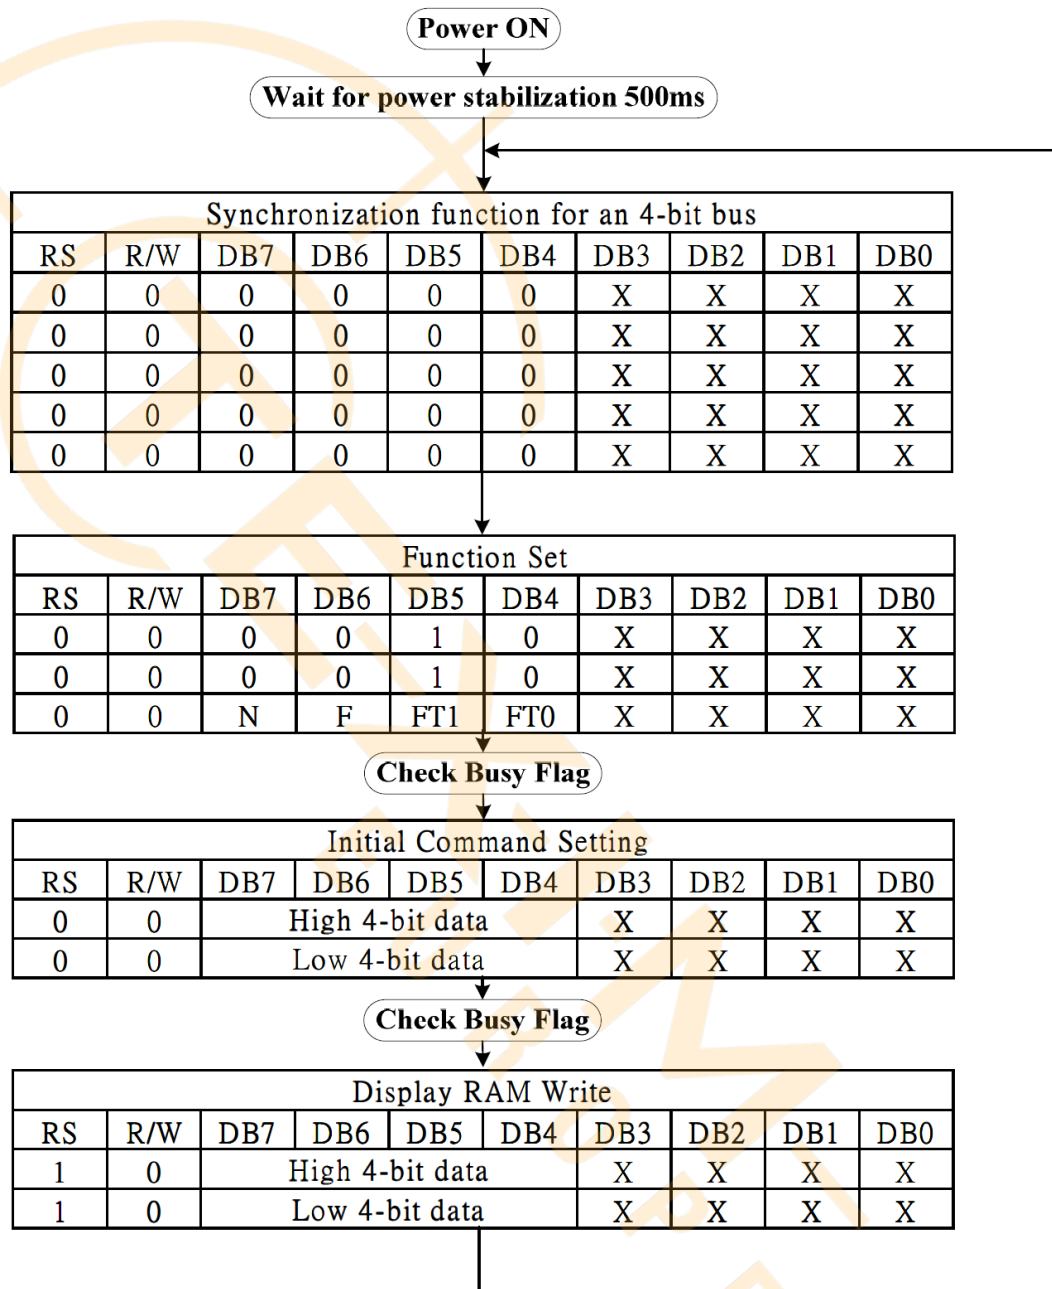 Power ON
Wait for power stabilization 500ms
Synchronization function for an 4-bit bus
RS R/W DB7 DB6 DB5 DB4 DB3 DB2 DB1 DB0
0 0 0 0 0 0 X X X X
0 0 0 0 0 0 X X X X
0 0 0 0 0 0 X X X X
0 0 0 0 0 0 X X X X
0 0 0 0 0 0 X X X X
Function Set
RS R/W DB7 DB6 DB5 DB4 DB3 DB2 DB1 DB0
0 0 0 0 1 0 X X X X
0 0 0 0 1 0 X X X X
0 0 N F FT1 FT0 X X X X
Check Busy Flag
Initial Command Setting
RS R/W DB7 DB6 DB5 DB4 DB3 DB2 DB1 DB0
0 0 High 4-bit data X X X X
0 0 Low 4-bit data X X X X
Check Busy Flag
Display RAM Write
RS R/W DB7 DB6 DB5 DB4 DB3 DB2 DB1 DB0
1 0 High 4-bit data X X X X
1 0 Low 4-bit data X X X X
TEXIM
EUROPE